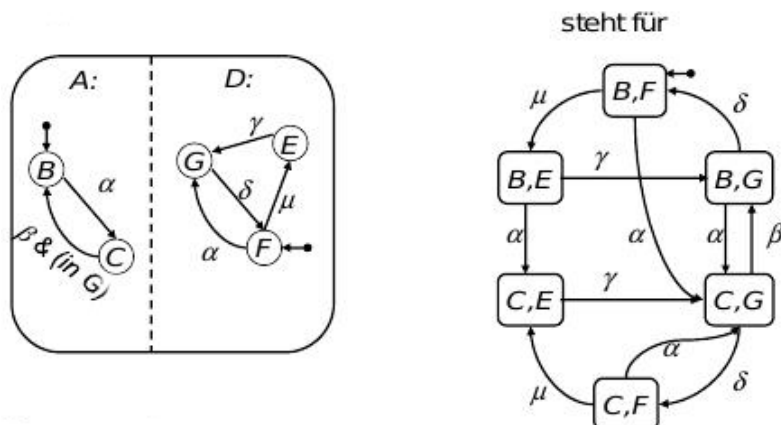 steht für
A:
D:
B
α
C
β & (in G)
G
γ
E
δ
μ
α
F
B,F
μ
δ
B,E
γ
B,G
α
α
α
β
C,E
γ
C,G
μ
α
δ
C,F